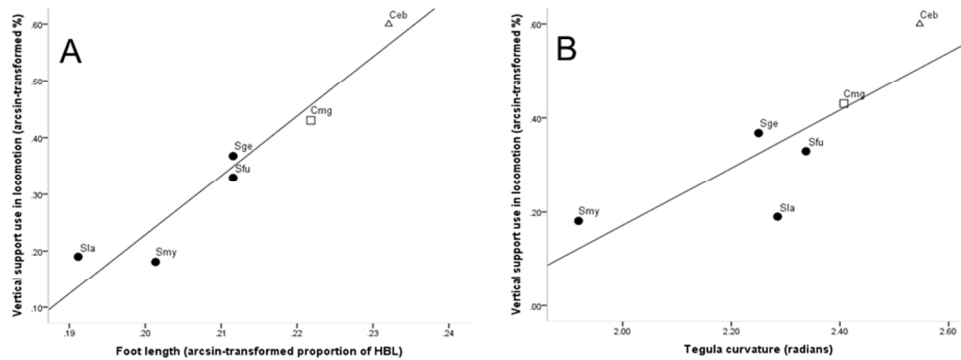 A
Vertical support use in locomotion (arcsin-transformed %)
.60
.50
.40
.30
.20
.10
Ceb
Cmg
Sge
Sfu
Sla
Smy
.19 .20 .21 .22 .23 .24
Foot length (arcsin-transformed proportion of HBL)
B
Vertical support use in locomotion (arcsin-transformed %)
.60
.40
.20
.00
Ceb
Cmg
Sge
Sfu
Smy
Sla
2.00 2.20 2.40 2.60
Tegula curvature (radians)